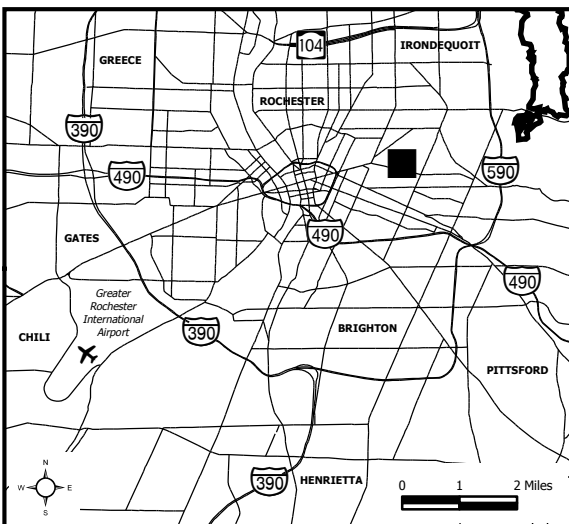 104
IRONDEQUOIT
GREECE
ROCHESTER
390
490
590
490
GATES
490
Greater
Rochester
International
Airport
390
BRIGHTON
CHILI
PITTSFORD
N
W E
S
390
HENRIETTA
0 1 2 Miles